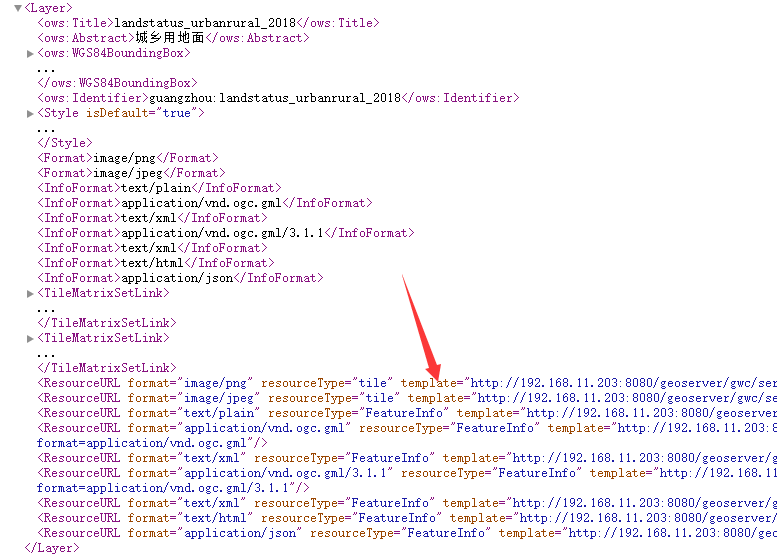 <Layer>
<ows:Title>landstatus_urbanrural_2018</ows:Title>
<ows:Abstract>城乡用地面</ows:Abstract>
<ows:WGS84BoundingBox>
...
</ows:WGS84BoundingBox>
<ows:Identifier>guangzhou:landstatus_urbanrural_2018</ows:Identifier>
<Style isDefault="true">
...
</Style>
<Format>image/png</Format>
<Format>image/jpeg</Format>
<InfoFormat>text/plain</InfoFormat>
<InfoFormat>application/vnd.ogc.gml</InfoFormat>
<InfoFormat>text/xml</InfoFormat>
<InfoFormat>application/vnd.ogc.gml/3.1.1</InfoFormat>
<InfoFormat>text/xml</InfoFormat>
<InfoFormat>text/html</InfoFormat>
<InfoFormat>application/json</InfoFormat>
<TileMatrixSetLink>
...
</TileMatrixSetLink>
<TileMatrixSetLink>
...
</TileMatrixSetLink>
<ResourceURL format="image/png" resourceType="tile" template="http://192.168.11.203:8080/geoserver/gwc/ser
<ResourceURL format="image/jpeg" resourceType="tile" template="http://192.168.11.203:8080/geoserver/gwc/se
<ResourceURL format="text/plain" resourceType="FeatureInfo" template="http://192.168.11.203:8080/geoserver
<ResourceURL format="application/vnd.ogc.gml" resourceType="FeatureInfo" template="http://192.168.11.203:8
format=application/vnd.ogc.gml"/>
<ResourceURL format="text/xml" resourceType="FeatureInfo" template="http://192.168.11.203:8080/geoserver/g
<ResourceURL format="application/vnd.ogc.gml/3.1.1" resourceType="FeatureInfo" template="http://192.168.11
format=application/vnd.ogc.gml/3.1.1"/>
<ResourceURL format="text/xml" resourceType="FeatureInfo" template="http://192.168.11.203:8080/geoserver/g
<ResourceURL format="text/html" resourceType="FeatureInfo" template="http://192.168.11.203:8080/geoserver/
<ResourceURL format="application/json" resourceType="FeatureInfo" template="http://192.168.11.203:8080/geo
</Layer>